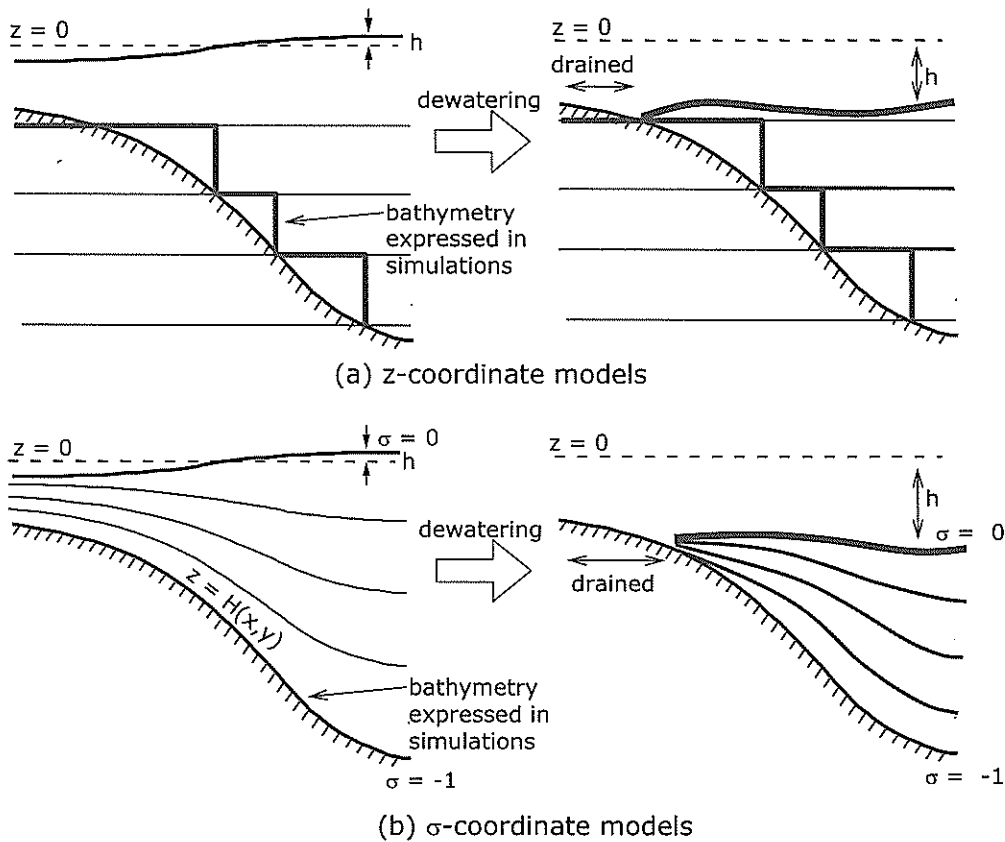 z = 0
h
z = 0
drained
h
dewatering
bathymetry
expressed in
simulations
(a) z-coordinate models
z = 0
σ = 0
h
z = 0
h
σ = 0
dewatering
drained
z = H(x,y)
bathymetry
expressed in
simulations
σ = -1
σ = -1
(b) σ-coordinate models